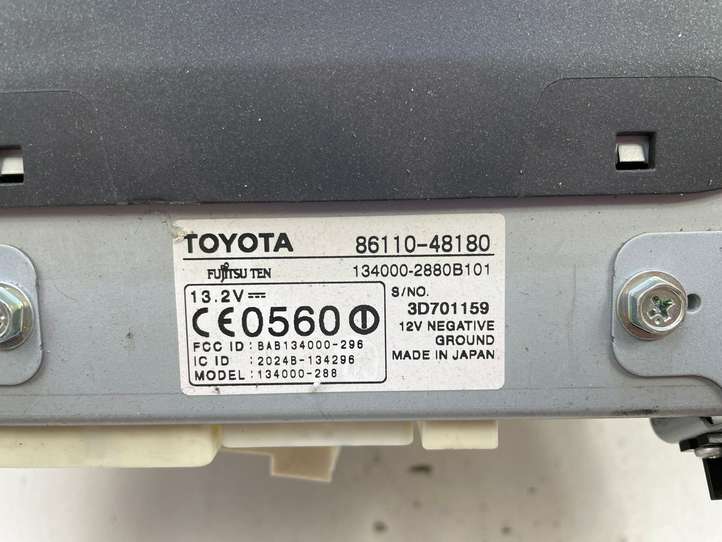 TOYOTA 86110-48180
FUJITSU TEN 134000-2880B101
13.2V S/NO.
3D701159
CE0560
12V NEGATIVE
GROUND
MADE IN JAPAN
FCC ID : BAB134000-296
IC ID : 2024B-134296
MODEL : 134000-288